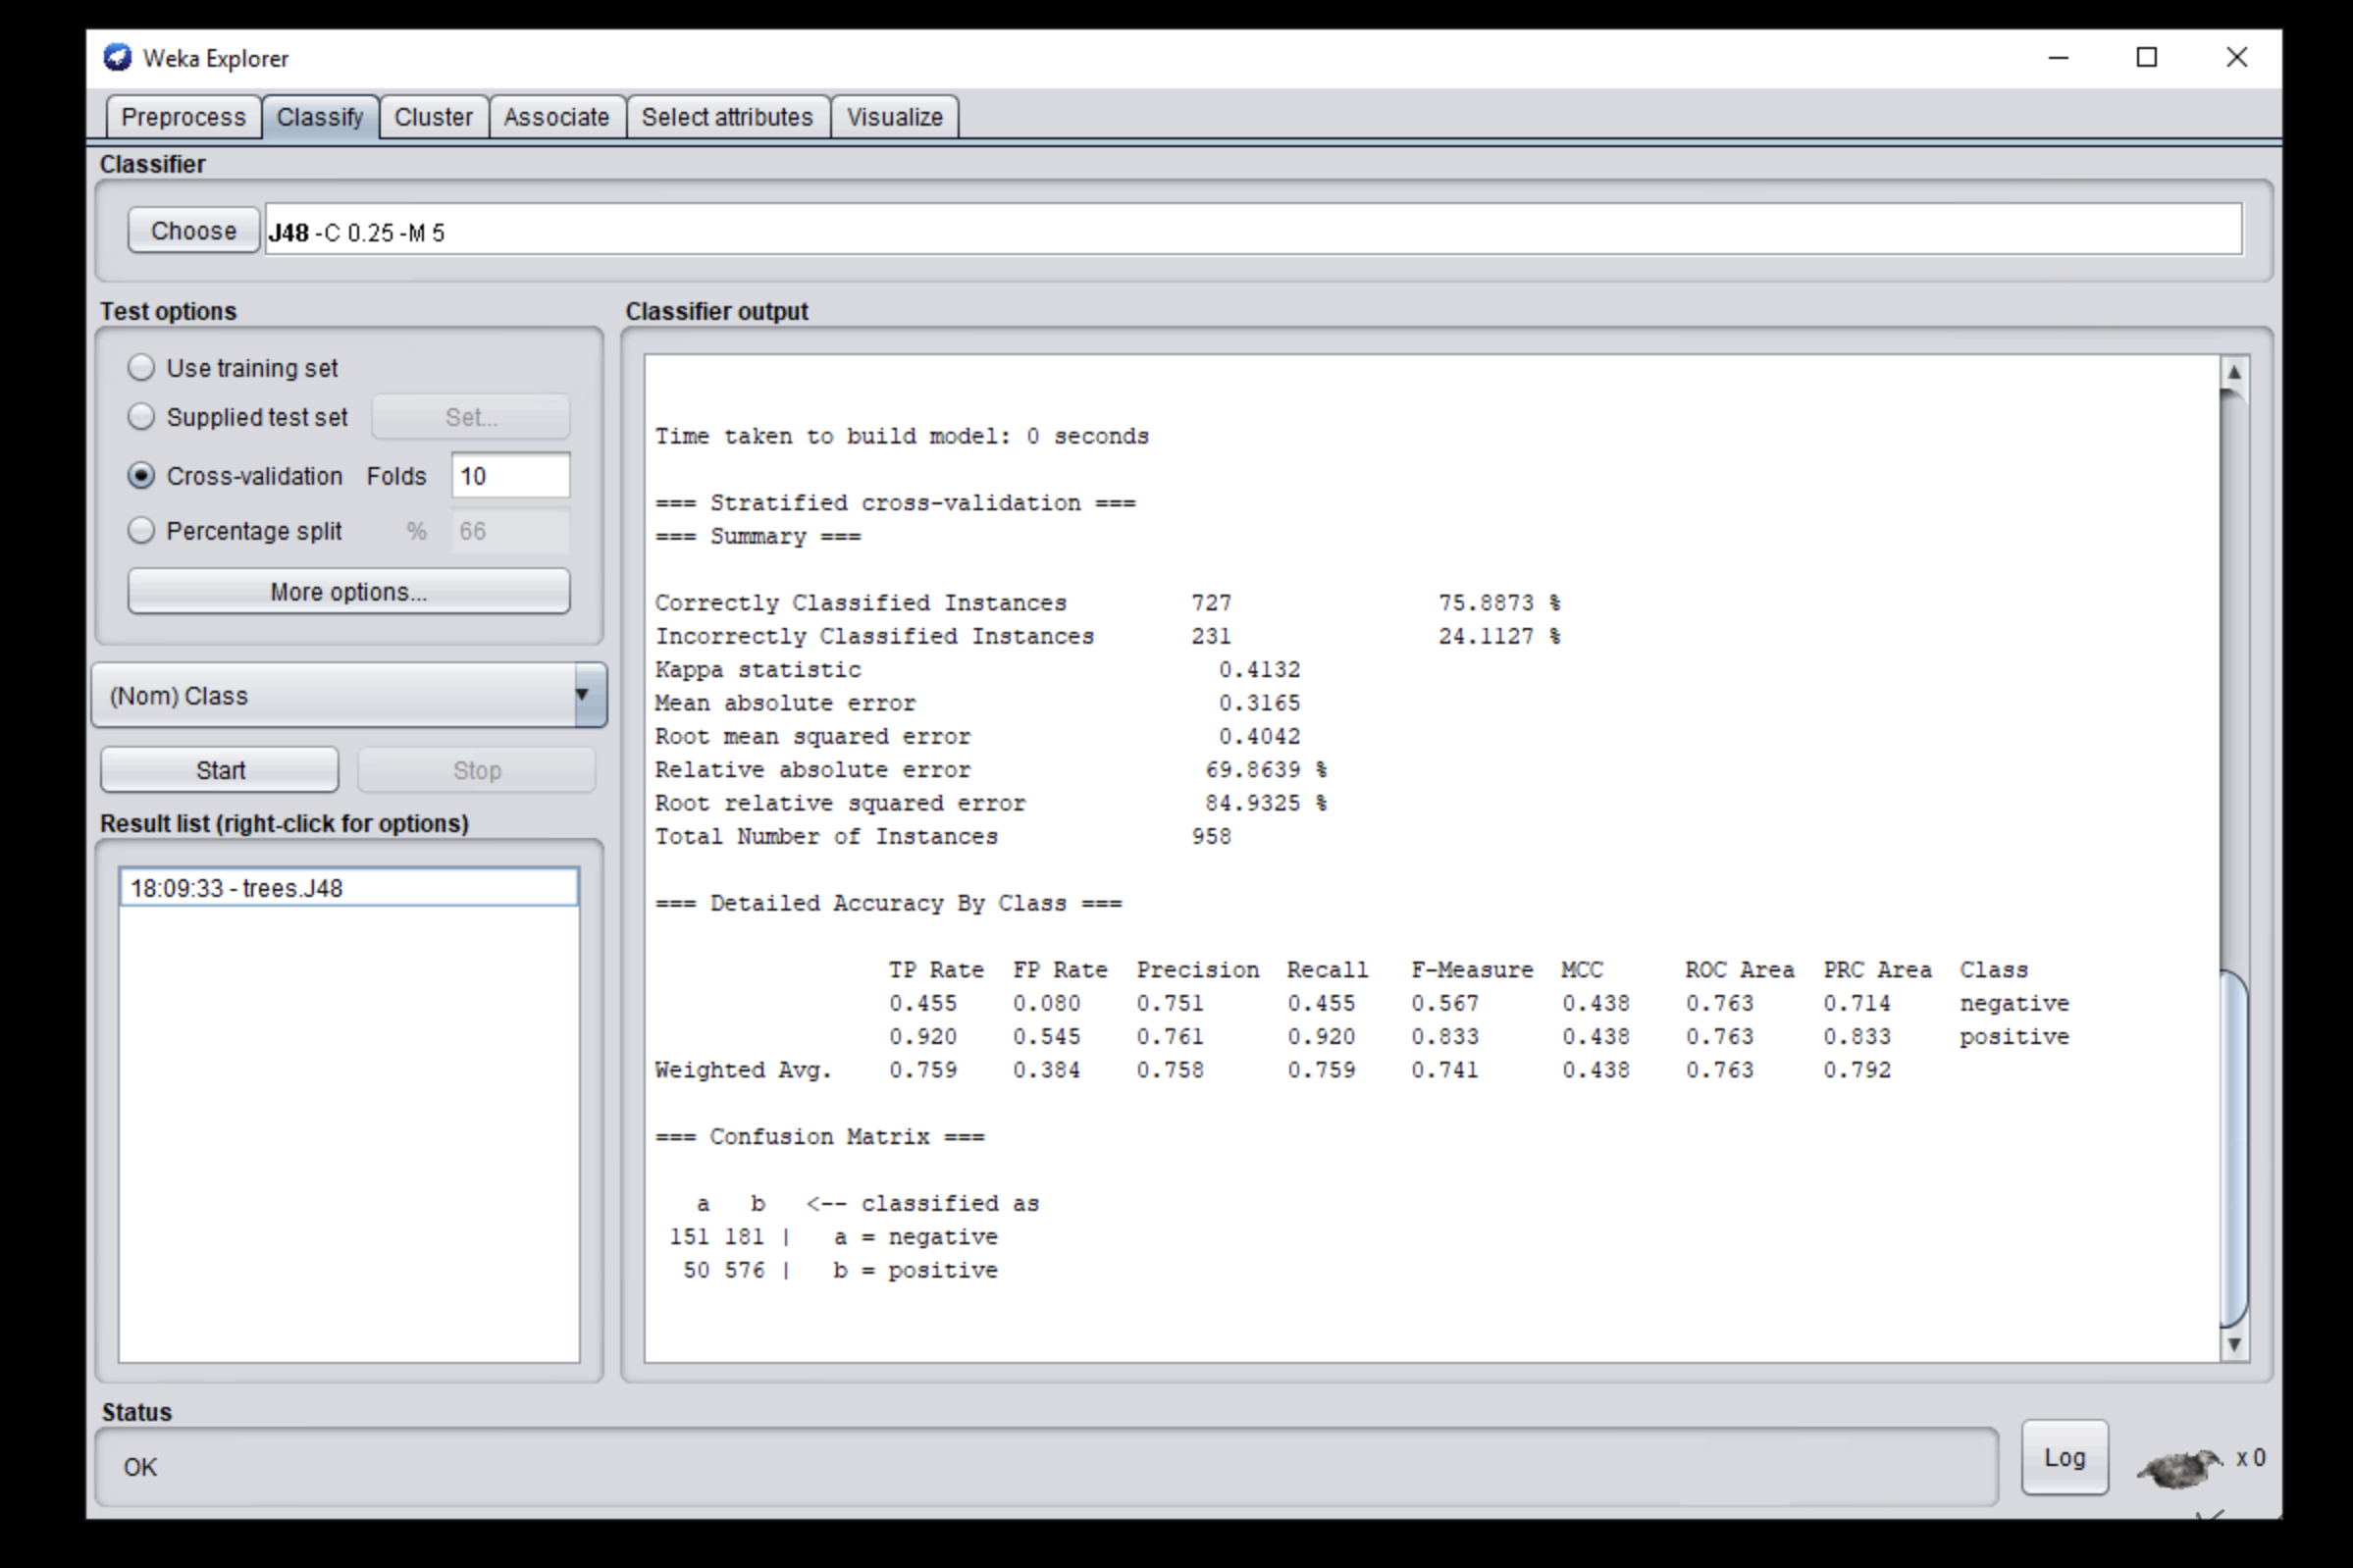 Weka Explorer
Preprocess Classify Cluster Associate Select attributes Visualize
Classifier
Choose J48 -C 0.25 -M 5
Test options
Use training set
Supplied test set Set...
Cross-validation Folds 10
Percentage split % 66
More options...
(Nom) Class
Start Stop
Result list (right-click for options)
18:09:33 - trees.J48
Classifier output
Time taken to build model: 0 seconds
=== Stratified cross-validation ===
=== Summary ===
Correctly Classified Instances 727 75.8873 %
Incorrectly Classified Instances 231 24.1127 %
Kappa statistic 0.4132
Mean absolute error 0.3165
Root mean squared error 0.4042
Relative absolute error 69.8639 %
Root relative squared error 84.9325 %
Total Number of Instances 958
=== Detailed Accuracy By Class ===
TP Rate FP Rate Precision Recall F-Measure MCC ROC Area PRC Area Class
0.455 0.080 0.751 0.455 0.567 0.438 0.763 0.714 negative
0.920 0.545 0.761 0.920 0.833 0.438 0.763 0.833 positive
Weighted Avg. 0.759 0.384 0.758 0.759 0.741 0.438 0.763 0.792
=== Confusion Matrix ===
a b <-- classified as
151 181 | a = negative
50 576 | b = positive
Status
OK
Log x 0